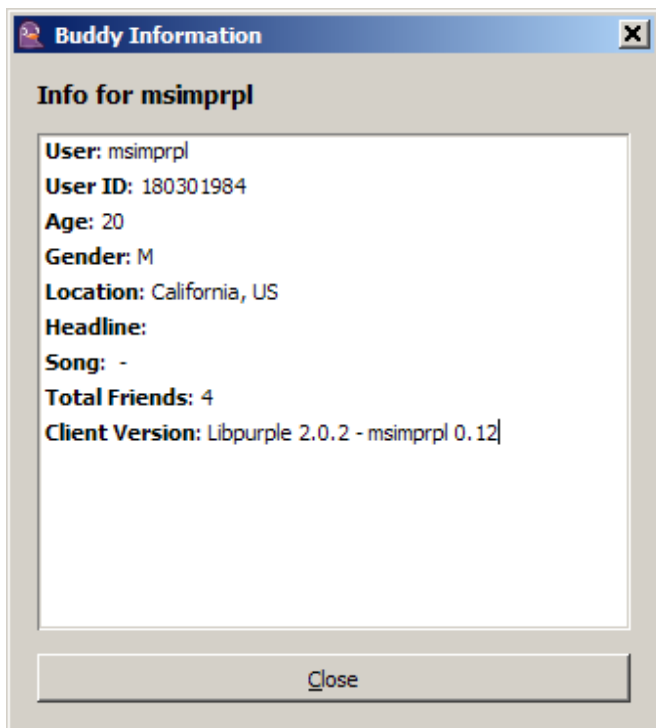 Buddy Information
Info for msimprpl
User: msimprpl
User ID: 180301984
Age: 20
Gender: M
Location: California, US
Headline:
Song: -
Total Friends: 4
Client Version: Libpurple 2.0.2 - msimprpl 0.12
Close